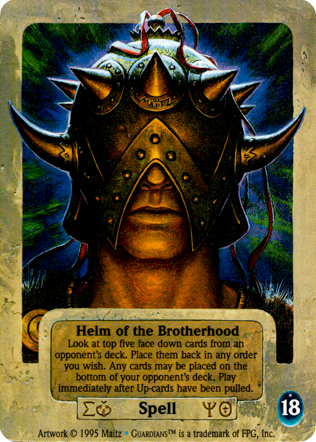 MAITZ
Helm of the Brotherhood
Look at top five face down cards from an
opponent's deck. Place them back in any order
you wish. Any cards may be placed on the
bottom of your opponent's deck. Play
immediately after Up-cards have been pulled.
Spell
18
Artwork © 1995 Maitz • GUARDIANS™ is a trademark of FPG, Inc.